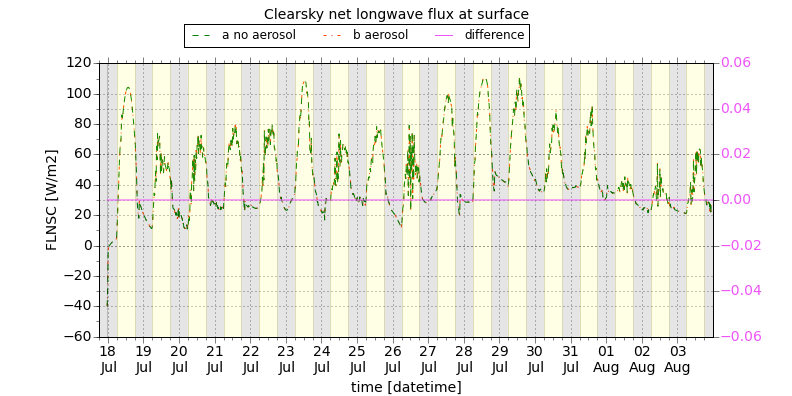 Clearsky net longwave flux at surface
a no aerosol b aerosol difference
120
100
80
60
40
20
0
−20
−40
−60
FLNSC [W/m2]
0.06
0.04
0.02
0.00
−0.02
−0.04
−0.06
18 19 20 21 22 23 24 25 26 27 28 29 30 31 01 02 03
Jul Jul Jul Jul Jul Jul Jul Jul Jul Jul Jul Jul Jul Jul Aug Aug Aug
time [datetime]